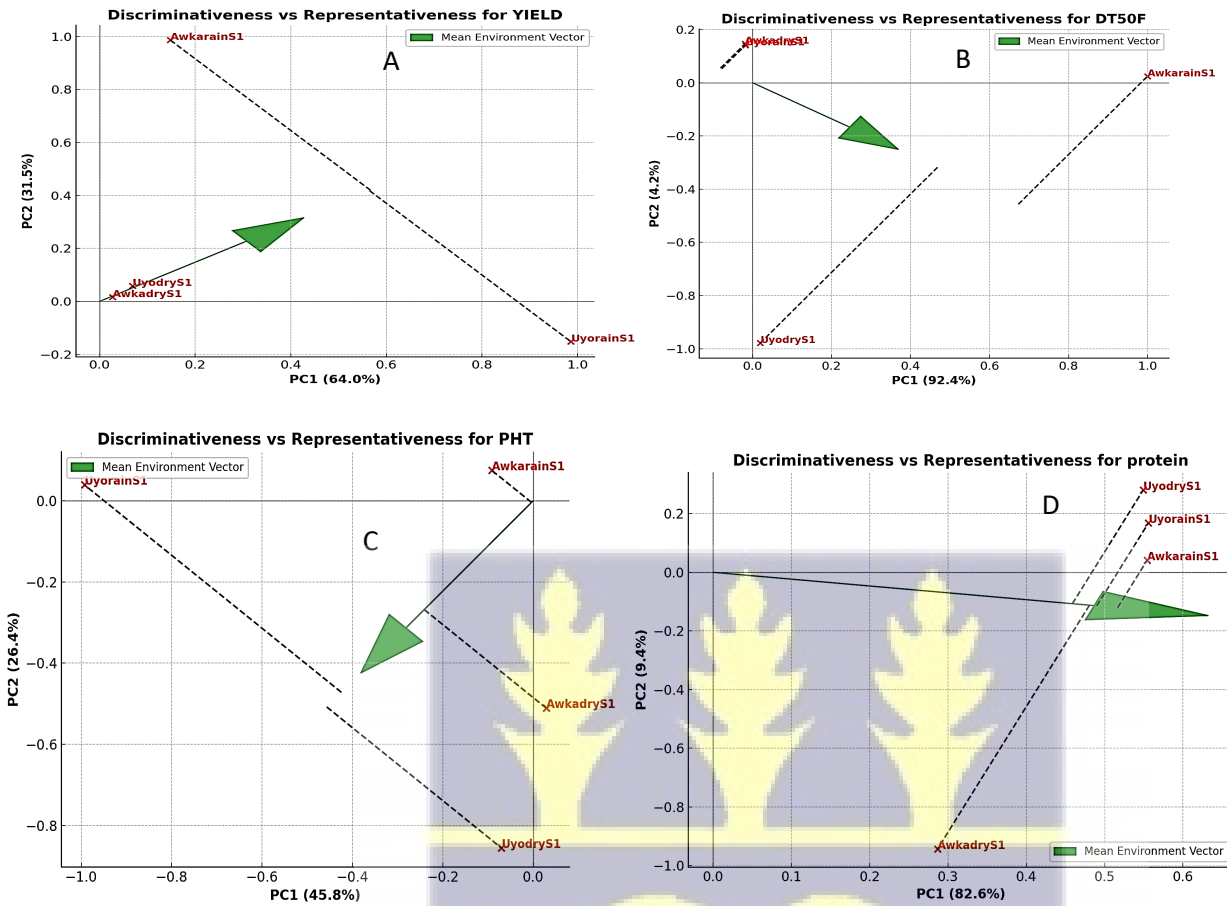 Discriminativeness vs Representativeness for YIELD
Mean Environment Vector
A
AwkarainS1
UyodryS1
AwkadryS1
UyorainS1
PC2 (31.5%)
1.0
0.8
0.6
0.4
0.2
0.0
−0.2
0.0 0.2 0.4 0.6 0.8 1.0
PC1 (64.0%)
Discriminativeness vs Representativeness for DT50F
Mean Environment Vector
B
AwkadryS1
UyorainS1
AwkarainS1
UyodryS1
PC2 (4.2%)
0.2
0.0
−0.2
−0.4
−0.6
−0.8
−1.0
0.0 0.2 0.4 0.6 0.8 1.0
PC1 (92.4%)
Discriminativeness vs Representativeness for PHT
Mean Environment Vector
UyorainS1
AwkarainS1
C
AwkadryS1
UyodryS1
PC2 (26.4%)
0.0
−0.2
−0.4
−0.6
−0.8
−1.0 −0.8 −0.6 −0.4 −0.2 0.0
PC1 (45.8%)
Discriminativeness vs Representativeness for protein
D
UyodryS1
UyorainS1
AwkarainS1
AwkadryS1
Mean Environment Vector
PC2 (9.4%)
0.2
0.0
−0.2
−0.4
−0.6
−0.8
−1.0
0.0 0.1 0.2 0.3 0.4 0.5 0.6
PC1 (82.6%)